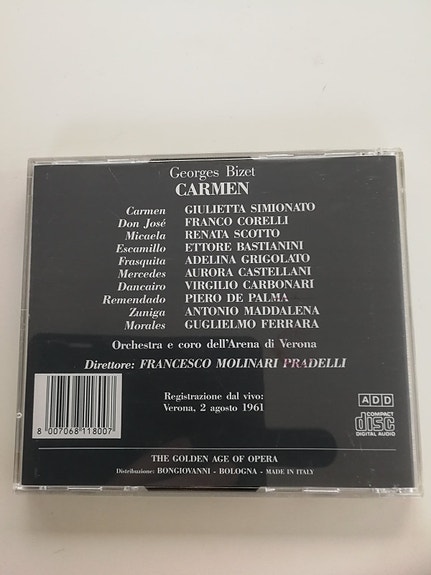 Georges Bizet
CARMEN
Carmen GIULIETTA SIMIONATO
Don José FRANCO CORELLI
Micaela RENATA SCOTTO
Escamillo ETTORE BASTIANINI
Frasquita ADELINA GRIGOLATO
Mercedes AURORA CASTELLANI
Dancairo VIRGILIO CARBONARI
Remendado PIERO DE PALMA
Zuniga ANTONIO MADDALENA
Morales GUGLIELMO FERRARA
Orchestra e coro dell'Arena di Verona
Direttore: FRANCESCO MOLINARI PRADELLI
Registrazione dal vivo:
Verona, 2 agosto 1961
8 007068 118007
ADD
COMPACT
disc
DIGITAL AUDIO
THE GOLDEN AGE OF OPERA
Distribuzione: BONGIOVANNI - BOLOGNA - MADE IN ITALY